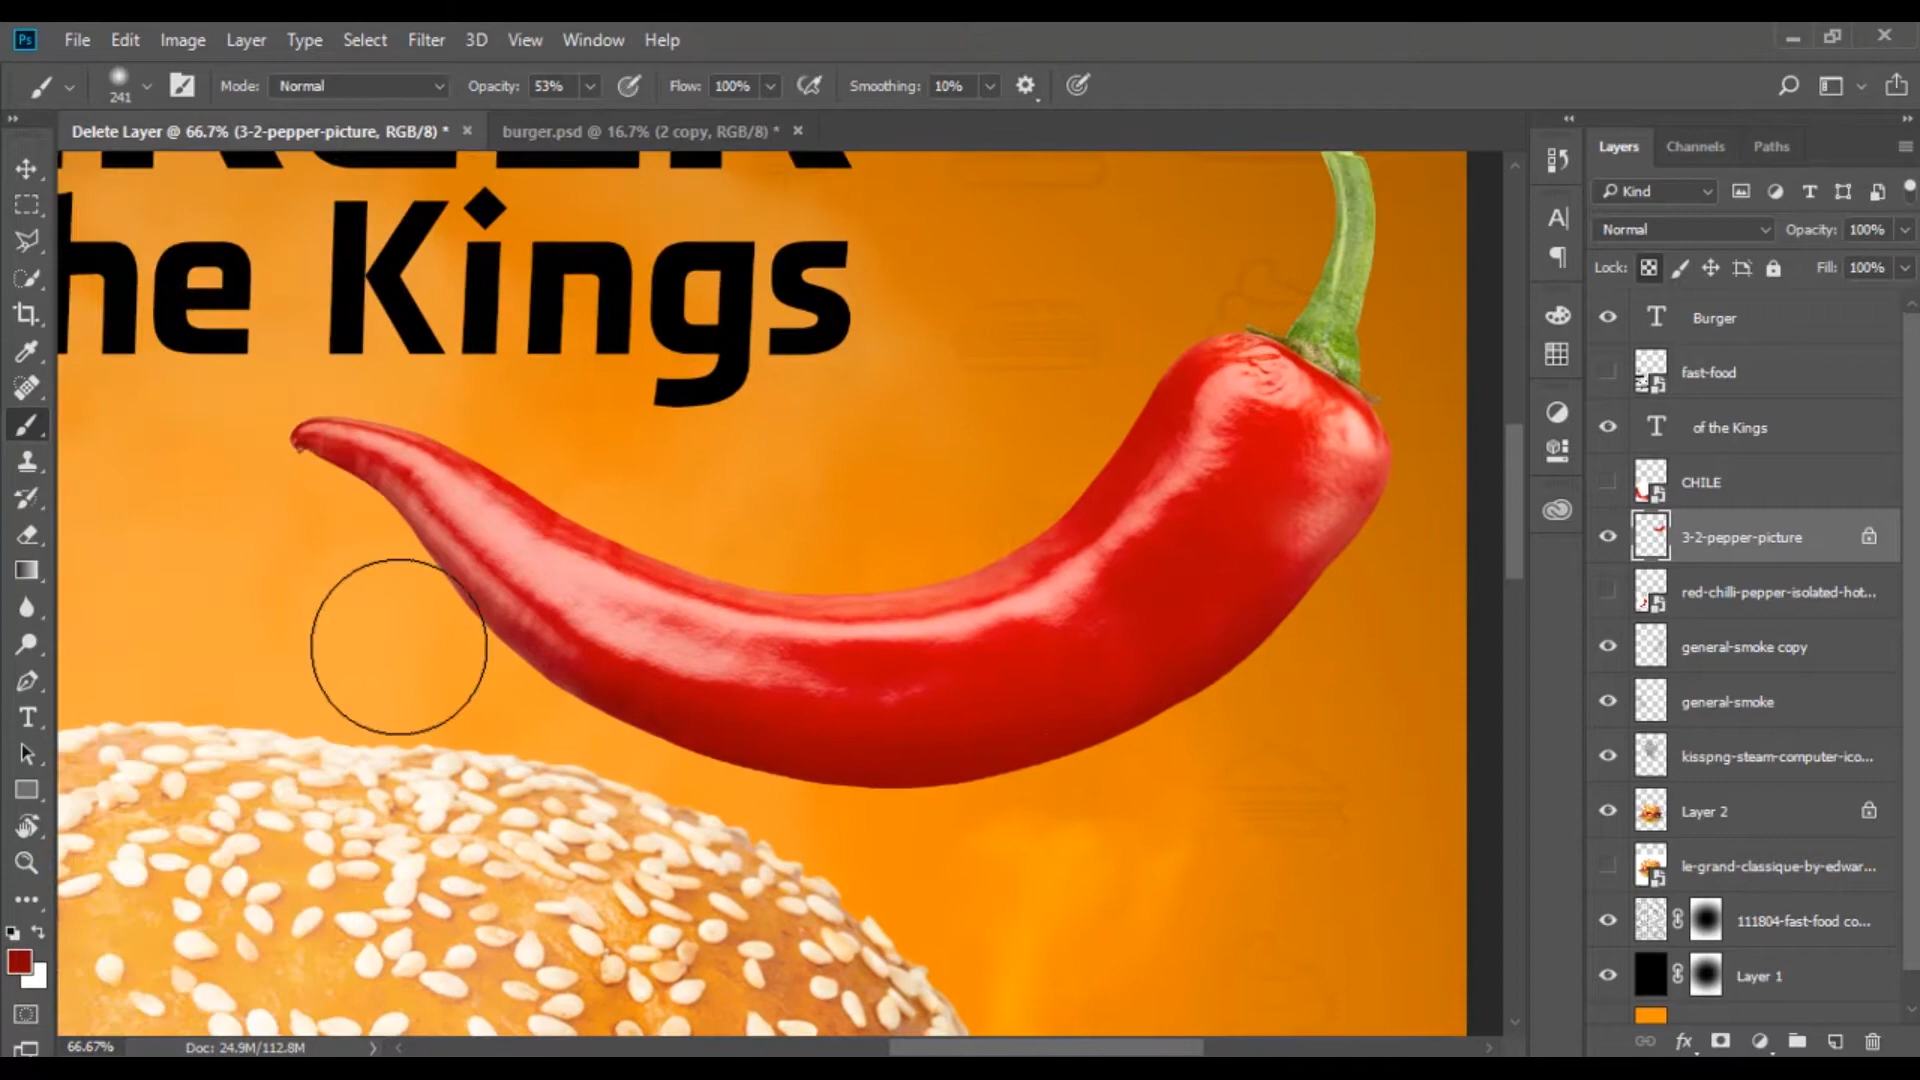 Ps File Edit Image Layer Type Select Filter 3D View Window Help
241 Mode: Normal Opacity: 53% Flow: 100% Smoothing: 10%
Delete Layer @ 66.7% (3-2-pepper-picture, RGB/8) * × burger.psd @ 16.7% (2 copy, RGB/8) * ×
he Kings
Layers Channels Paths
Kind
Normal Opacity: 100%
Lock: Fill: 100%
Burger
fast-food
of the Kings
CHILE
3-2-pepper-picture
red-chilli-pepper-isolated-hot...
general-smoke copy
general-smoke
kisspng-steam-computer-ico...
Layer 2
le-grand-classique-by-edwar...
111804-fast-food co...
Layer 1
66.67% Doc: 24.9M/112.8M